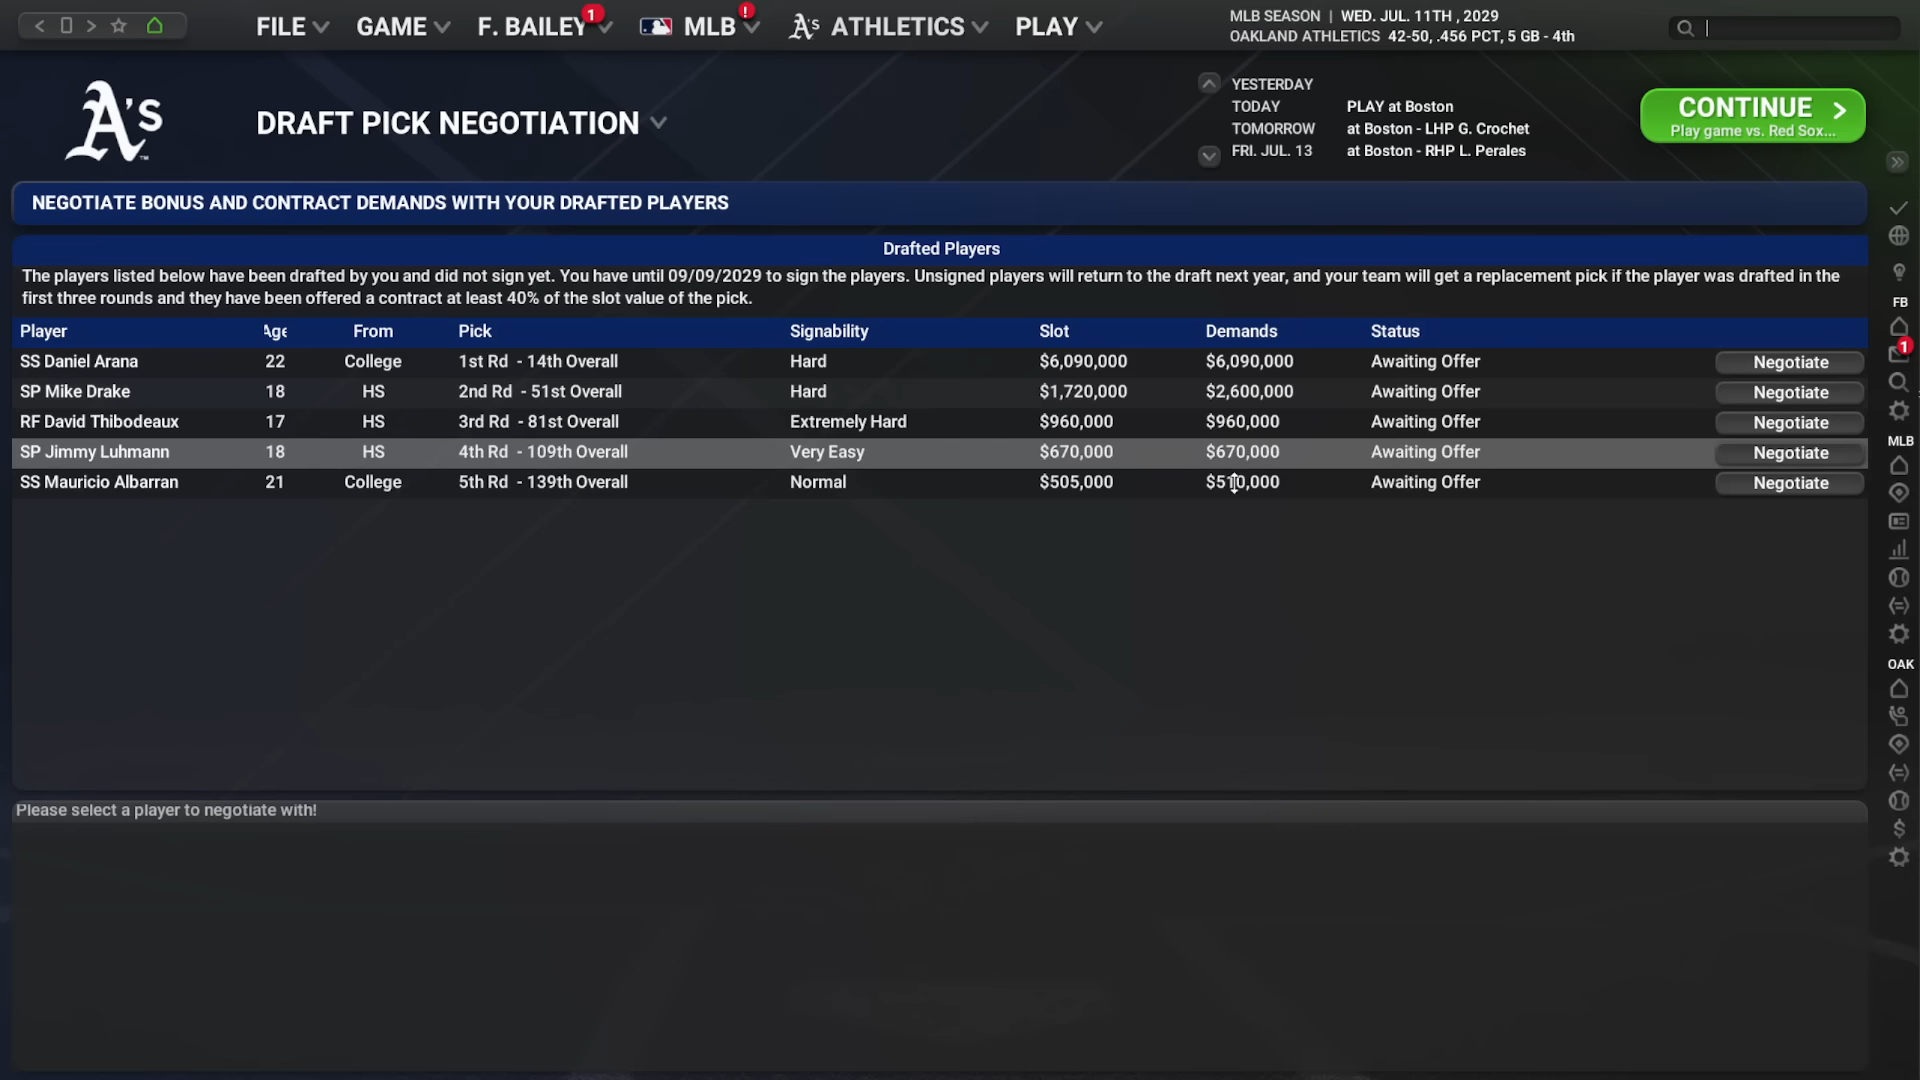 FILE GAME F. BAILEY 1 MLB ! A's ATHLETICS PLAY
MLB SEASON | WED. JUL. 11TH , 2029
OAKLAND ATHLETICS 42-50, .456 PCT, 5 GB - 4th
A's
DRAFT PICK NEGOTIATION
YESTERDAY
TODAY PLAY at Boston
TOMORROW at Boston - LHP G. Crochet
FRI. JUL. 13 at Boston - RHP L. Perales
CONTINUE
Play game vs. Red Sox...
NEGOTIATE BONUS AND CONTRACT DEMANDS WITH YOUR DRAFTED PLAYERS
Drafted Players
The players listed below have been drafted by you and did not sign yet. You have until 09/09/2029 to sign the players. Unsigned players will return to the draft next year, and your team will get a replacement pick if the player was drafted in the
first three rounds and they have been offered a contract at least 40% of the slot value of the pick.
Player Age From Pick Signability Slot Demands Status
SS Daniel Arana 22 College 1st Rd - 14th Overall Hard $6,090,000 $6,090,000 Awaiting Offer Negotiate
SP Mike Drake 18 HS 2nd Rd - 51st Overall Hard $1,720,000 $2,600,000 Awaiting Offer Negotiate
RF David Thibodeaux 17 HS 3rd Rd - 81st Overall Extremely Hard $960,000 $960,000 Awaiting Offer Negotiate
SP Jimmy Luhmann 18 HS 4th Rd - 109th Overall Very Easy $670,000 $670,000 Awaiting Offer Negotiate
SS Mauricio Albarran 21 College 5th Rd - 139th Overall Normal $505,000 $510,000 Awaiting Offer Negotiate
Please select a player to negotiate with!
FB
1
MLB
OAK
$